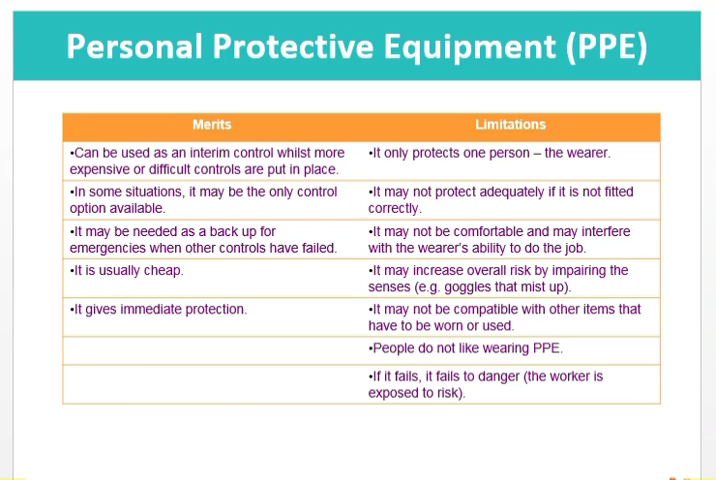 Personal Protective Equipment (PPE)
Merits
Limitations
•Can be used as an interim control whilst more
expensive or difficult controls are put in place.
•It only protects one person – the wearer.
•In some situations, it may be the only control
option available.
•It may not protect adequately if it is not fitted
correctly.
•It may be needed as a back up for
emergencies when other controls have failed.
•It may not be comfortable and may interfere
with the wearer's ability to do the job.
•It is usually cheap.
•It may increase overall risk by impairing the
senses (e.g. goggles that mist up).
•It gives immediate protection.
•It may not be compatible with other items that
have to be worn or used.
•People do not like wearing PPE.
•If it fails, it fails to danger (the worker is
exposed to risk).